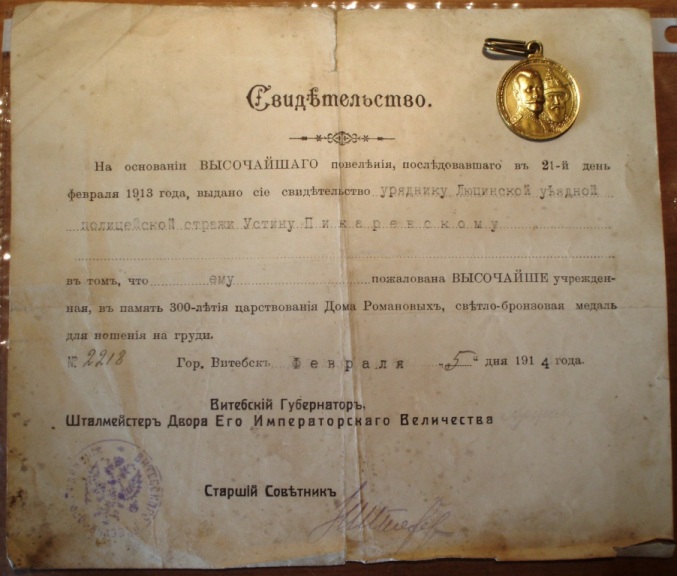 Свидѣтельство.
На основаніи ВЫСОЧАЙШАГО повелѣнія, послѣдовавшаго въ 21-й день
февраля 1913 года, выдано сіе свидѣтельство уряднику Люцинской уѣздной
полицейской стражи Устину Пикаревскому
въ томъ, что ему пожалована ВЫСОЧАЙШЕ учрежден-
ная, въ память 300-лѣтія царствованія Дома Романовыхъ, свѣтло-бронзовая медаль
для ношенія на груди.
№ 2218 Гор. Витебскъ Февраля „5" дня 1914 года.
Витебскій Губернаторъ,
Шталмейстеръ Двора Его Императорскаго Величества
Старшій Совѣтникъ